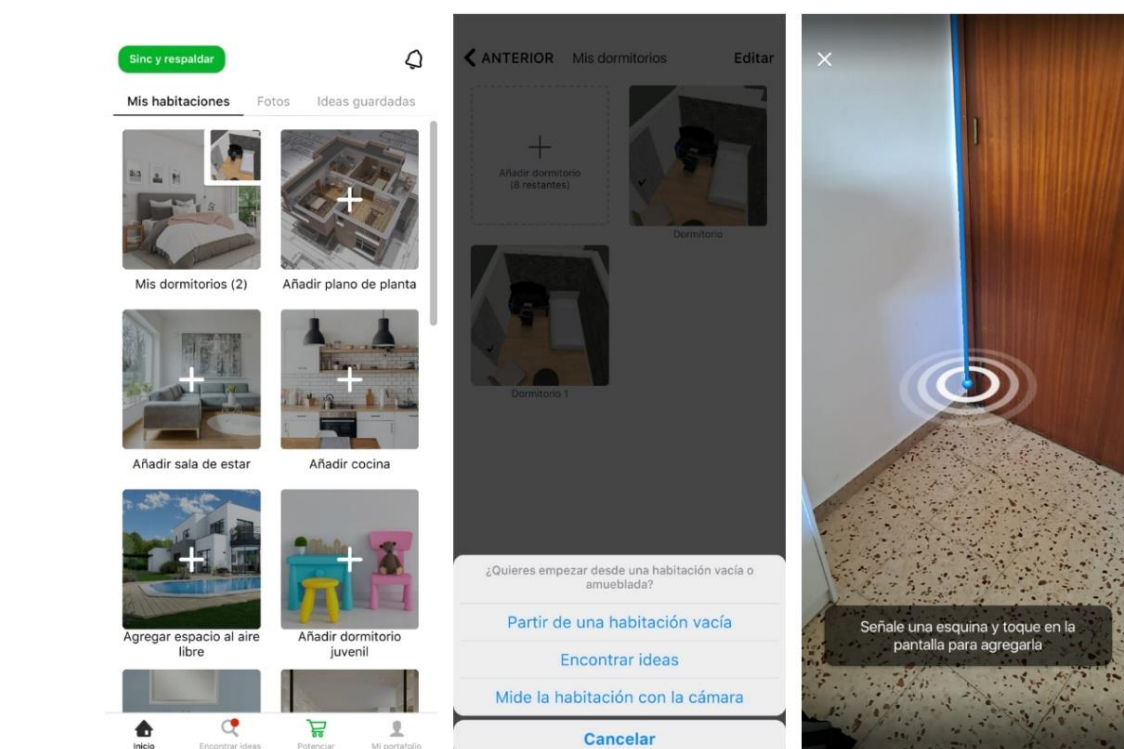 Sinc y respaldar
Mis habitaciones
Fotos
Ideas guardadas
Mis dormitorios (2)
Añadir plano de planta
Añadir sala de estar
Añadir cocina
Agregar espacio al aire
libre
Añadir dormitorio
juvenil
Inicio
Encontrar ideas
Potenciar
Mi portafolio
ANTERIOR
Mis dormitorios
Editar
Añadir dormitorio
(8 restantes)
Dormitorio
Dormitorio 1
¿Quieres empezar desde una habitación vacía o
amueblada?
Partir de una habitación vacía
Encontrar ideas
Mide la habitación con la cámara
Cancelar
Señale una esquina y toque en la
pantalla para agregarla